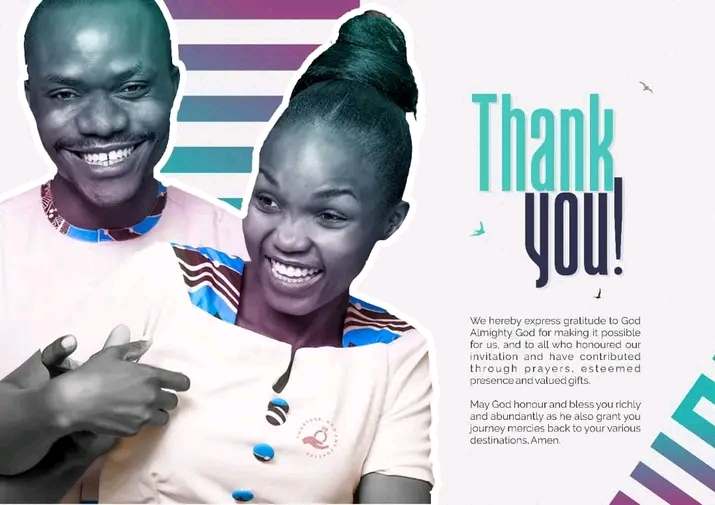 Thank
you!
We hereby express gratitude to God
Almighty God for making it possible
for us, and to all who honoured our
invitation and have contributed
through prayers, esteemed
presence and valued gifts.
May God honour and bless you richly
and abundantly as he also grant you
journey mercies back to your various
destinations. Amen.